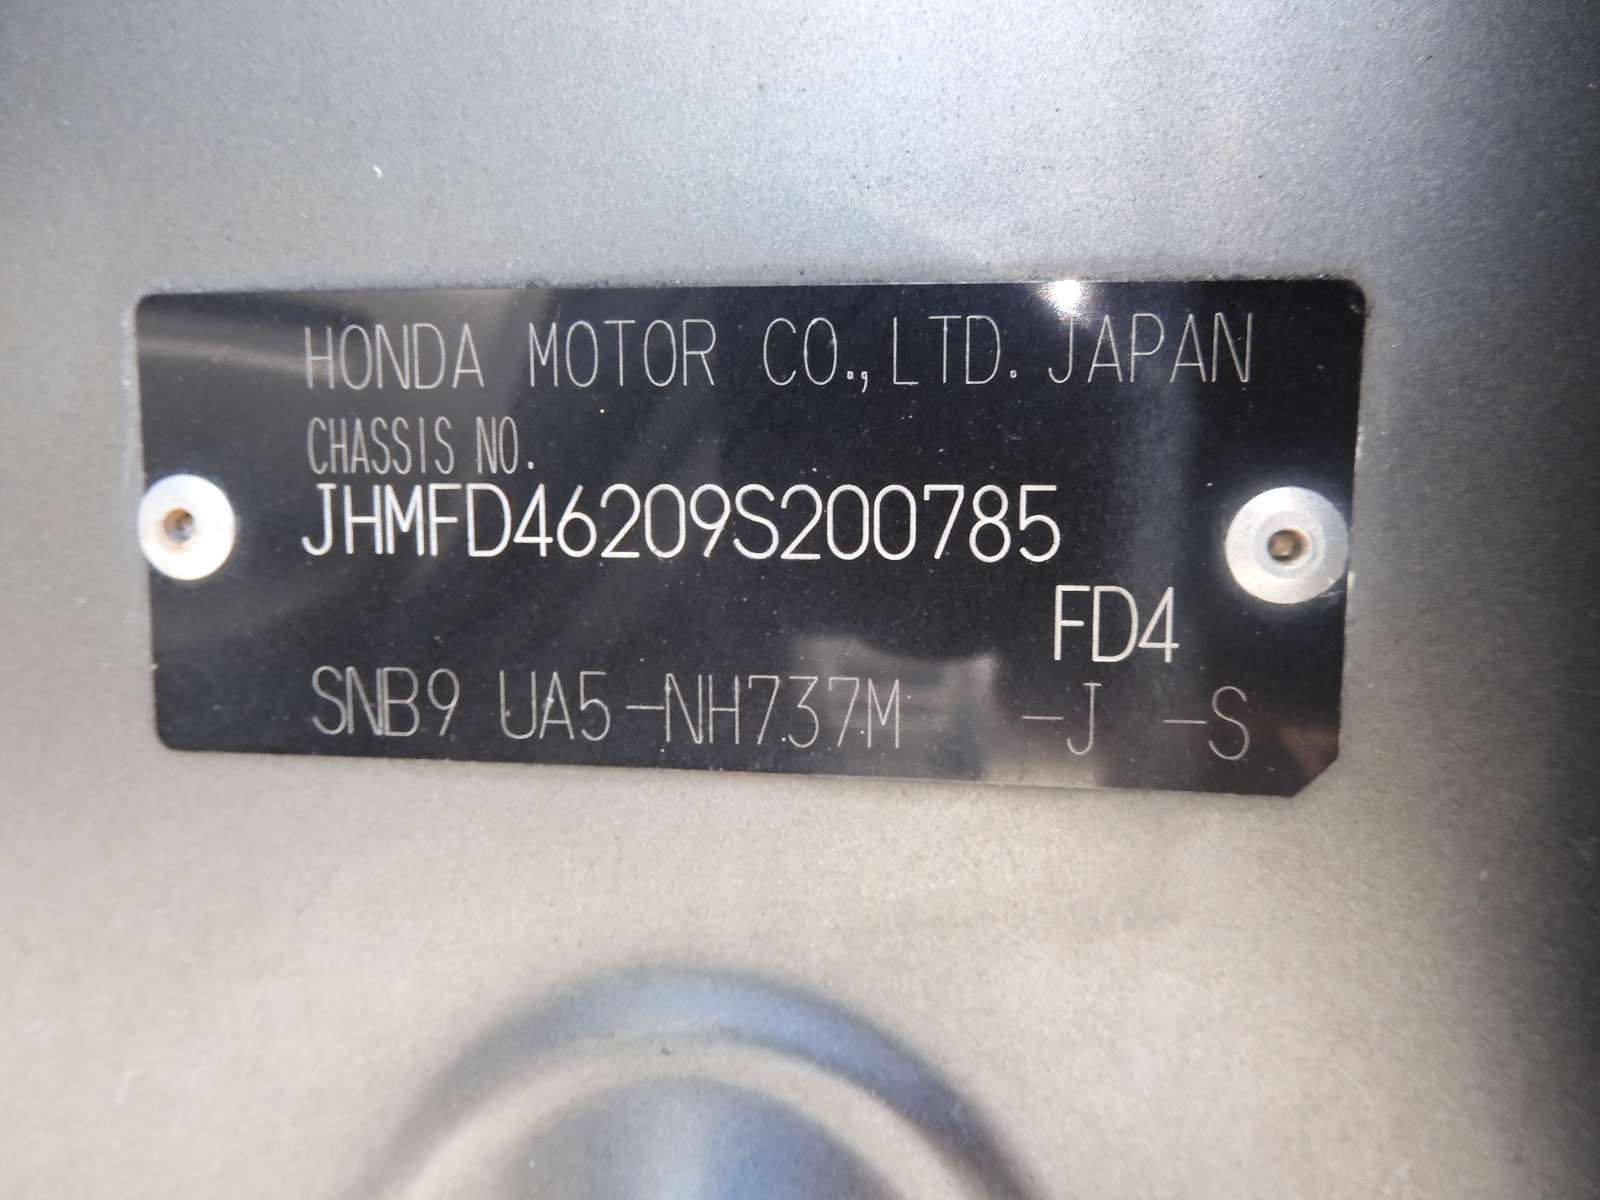 HONDA MOTOR CO.,LTD. JAPAN
CHASSIS NO.
JHMFD46209S200785
FD4
SNB9 UA5-NH737M -J -S